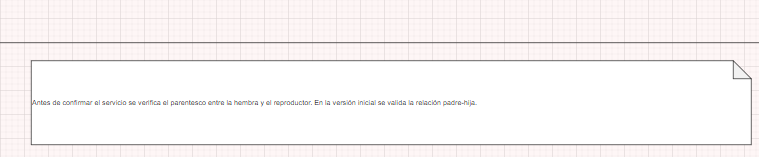 Antes de confirmar el servicio se verifica el parentesco entre la hembra y el reproductor. En la versión inicial se valida la relación padre-hija.